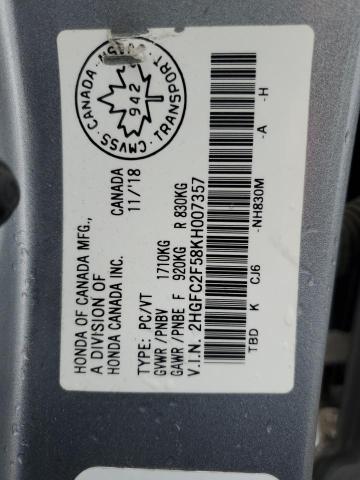 HONDA OF CANADA MFG.,
A DIVISION OF
HONDA CANADA INC.
CANADA
11/'18
TYPE: PC/VT
GVWR/PNBV 1710KG
GAWR/PNBE F 920KG R 830KG
V.I.N. 2HGFC2F58KH007357
TBD K CJ6 -NH830M -A -H
CMVSS CANADA TRANSPORT
942